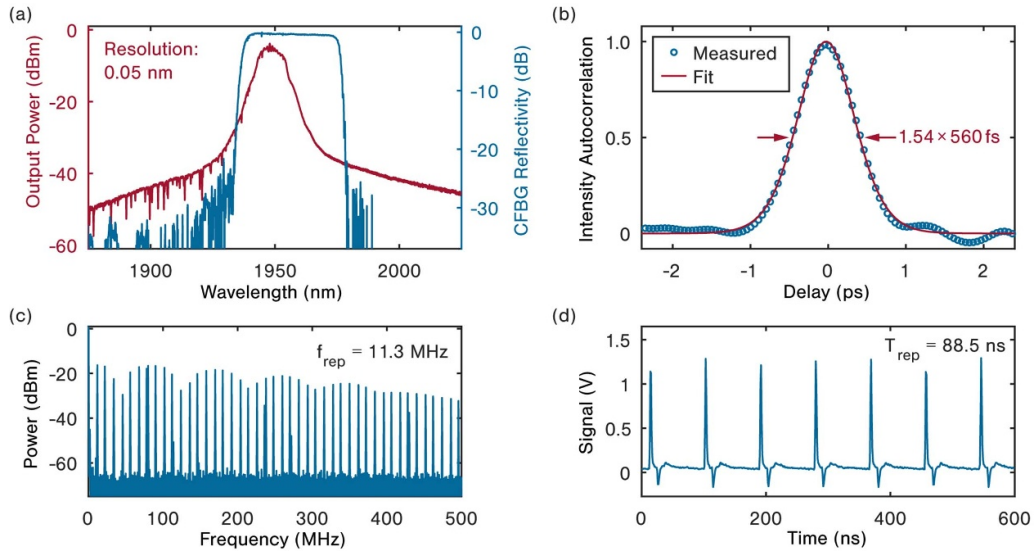 (a)
0
-20
-40
-60
Output Power (dBm)
Resolution:
0.05 nm
0
-10
-20
-30
CFBG Reflectivity (dB)
1900
1950
2000
Wavelength (nm)
(b)
1.0
0.5
0
Intensity Autocorrelation
Measured
Fit
1.54 × 560 fs
-2
-1
0
1
2
Delay (ps)
(c)
0
-20
-40
-60
Power (dBm)
f_rep = 11.3 MHz
0
100
200
300
400
500
Frequency (MHz)
(d)
1.5
1.2
0.5
0
Signal (V)
T_rep = 88.5 ns
0
200
400
600
Time (ns)